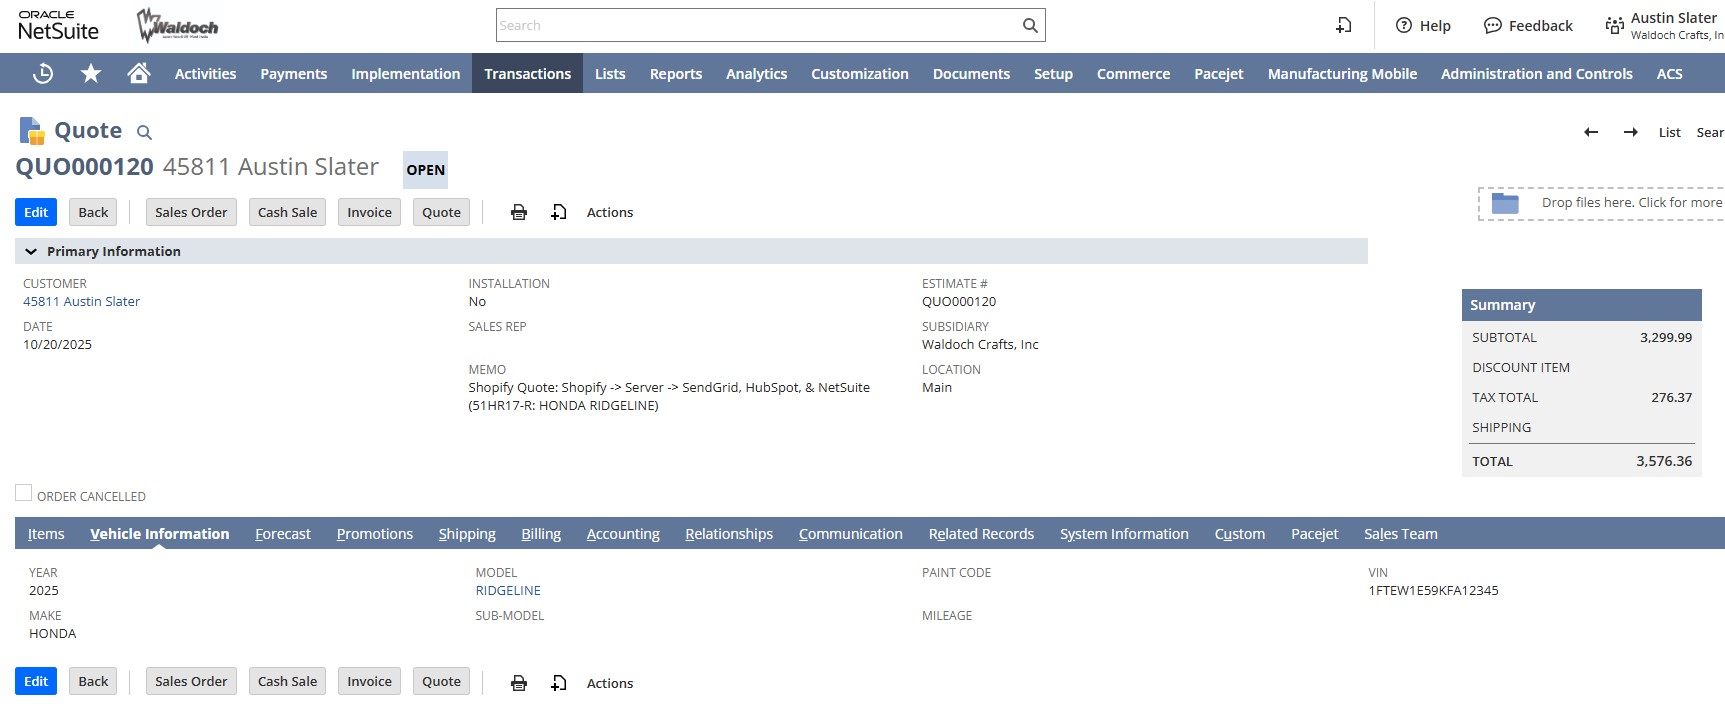 ORACLE
NetSuite
Waldoch
Search
Help
Feedback
Austin Slater
Waldoch Crafts, In
Activities
Payments
Implementation
Transactions
Lists
Reports
Analytics
Customization
Documents
Setup
Commerce
Pacejet
Manufacturing Mobile
Administration and Controls
ACS
Quote
List
Sear
QUO000120 45811 Austin Slater
OPEN
Drop files here. Click for more
Edit
Back
Sales Order
Cash Sale
Invoice
Quote
Actions
Primary Information
CUSTOMER
45811 Austin Slater
DATE
10/20/2025
INSTALLATION
No
SALES REP
MEMO
Shopify Quote: Shopify -> Server -> SendGrid, HubSpot, & NetSuite
(51HR17-R: HONDA RIDGELINE)
ESTIMATE #
QUO000120
SUBSIDIARY
Waldoch Crafts, Inc
LOCATION
Main
Summary
SUBTOTAL 3,299.99
DISCOUNT ITEM
TAX TOTAL 276.37
SHIPPING
TOTAL 3,576.36
ORDER CANCELLED
Items
Vehicle Information
Forecast
Promotions
Shipping
Billing
Accounting
Relationships
Communication
Related Records
System Information
Custom
Pacejet
Sales Team
YEAR
2025
MAKE
HONDA
MODEL
RIDGELINE
SUB-MODEL
PAINT CODE
MILEAGE
VIN
1FTEW1E59KFA12345
Edit
Back
Sales Order
Cash Sale
Invoice
Quote
Actions